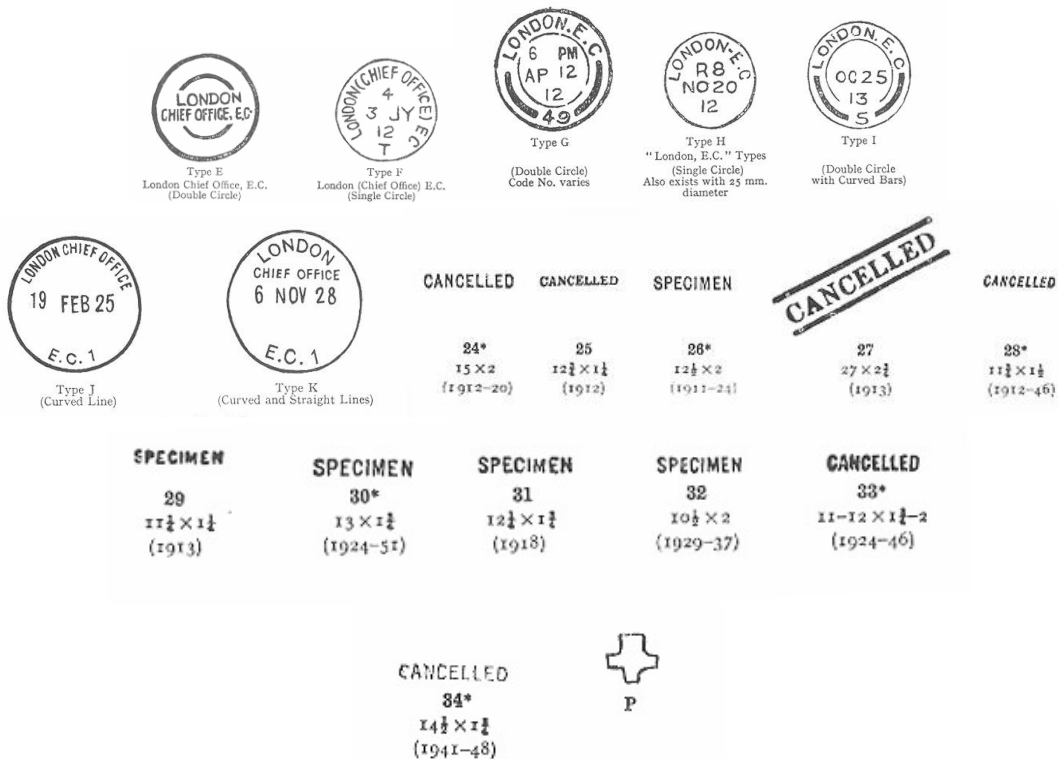 LONDON
CHIEF OFFICE, E.C.
Type E
London Chief Office, E.C.
(Double Circle)
LONDON (CHIEF OFFICE) E.C
4
3 JY
12
T
Type F
London (Chief Office) E.C.
(Single Circle)
LONDON. E.C
6 PM
AP 12
12
49
Type G
(Double Circle)
Code No. varies
LONDON-E.C
R8
NO20
12
Type H
"London, E.C." Types
(Single Circle)
Also exists with 25 mm.
diameter
LONDON. E. C
OC25
13
5
Type I
(Double Circle
with Curved Bars)
LONDON CHIEF OFFICE
19 FEB 25
E.C. 1
Type J
(Curved Line)
LONDON
CHIEF OFFICE
6 NOV 28
E.C. 1
Type K
(Curved and Straight Lines)
CANCELLED
24*
15 × 2
(1912-20)
CANCELLED
25
12¾ × 1¼
(1912)
SPECIMEN
26*
12½ × 2
(1911-24)
CANCELLED
27
27 × 2¾
(1913)
CANCELLED
28*
11¾ × 1½
(1912-46)
SPECIMEN
29
11¼ × 1¼
(1913)
SPECIMEN
30*
13 × 1¾
(1924-51)
SPECIMEN
31
12¼ × 1¾
(1918)
SPECIMEN
32
10½ × 2
(1929-37)
CANCELLED
33*
11-12 × 1¾-2
(1924-46)
CANCELLED
34*
14½ × 1¾
(1941-48)
P